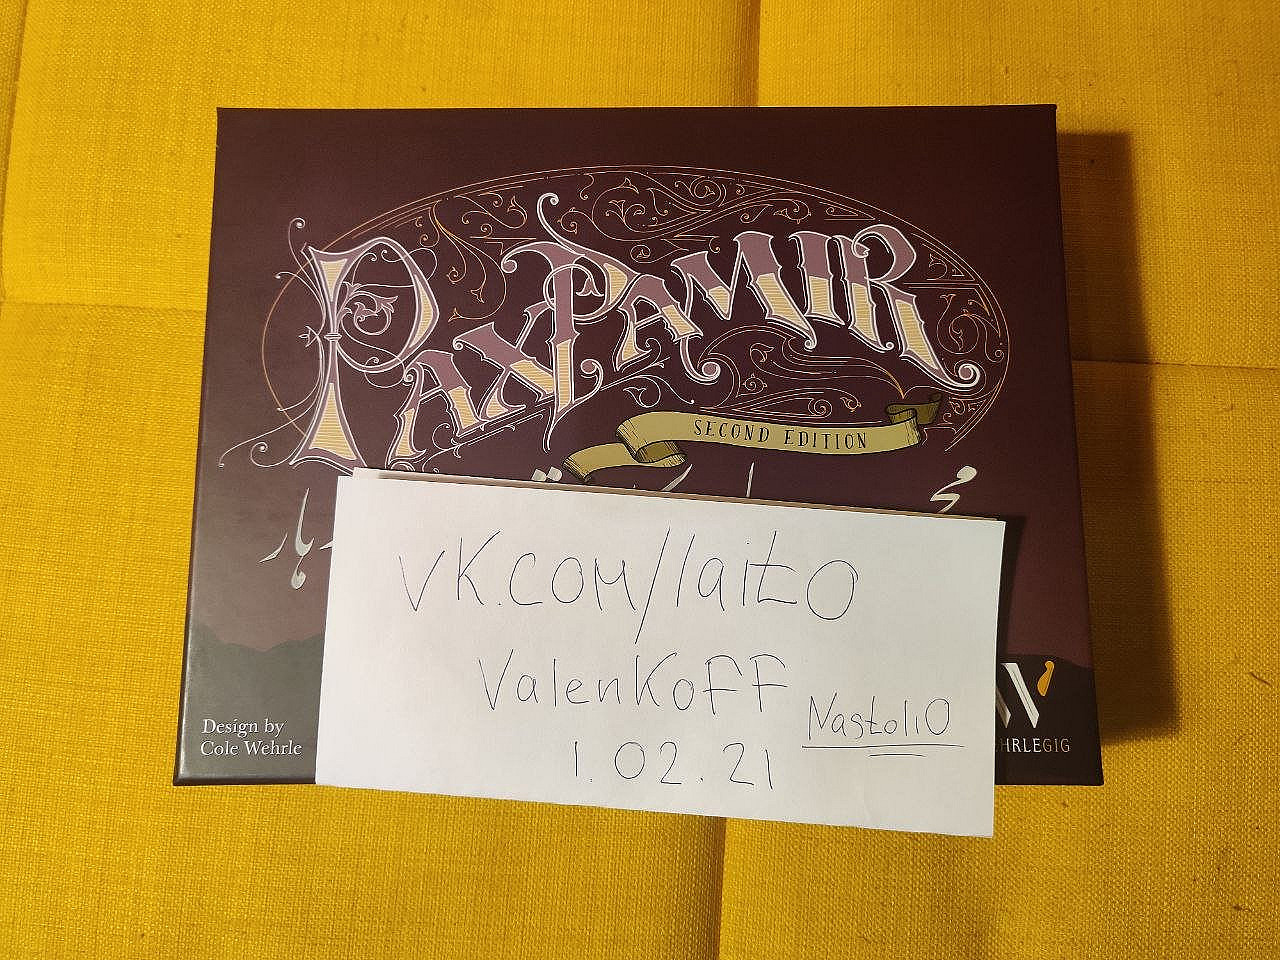 PAX PAMIR
SECOND EDITION
vk.com/laito
Valenkoff
Nastolio
1.02.21
Design by
Cole Wehrle
HRLEGIG